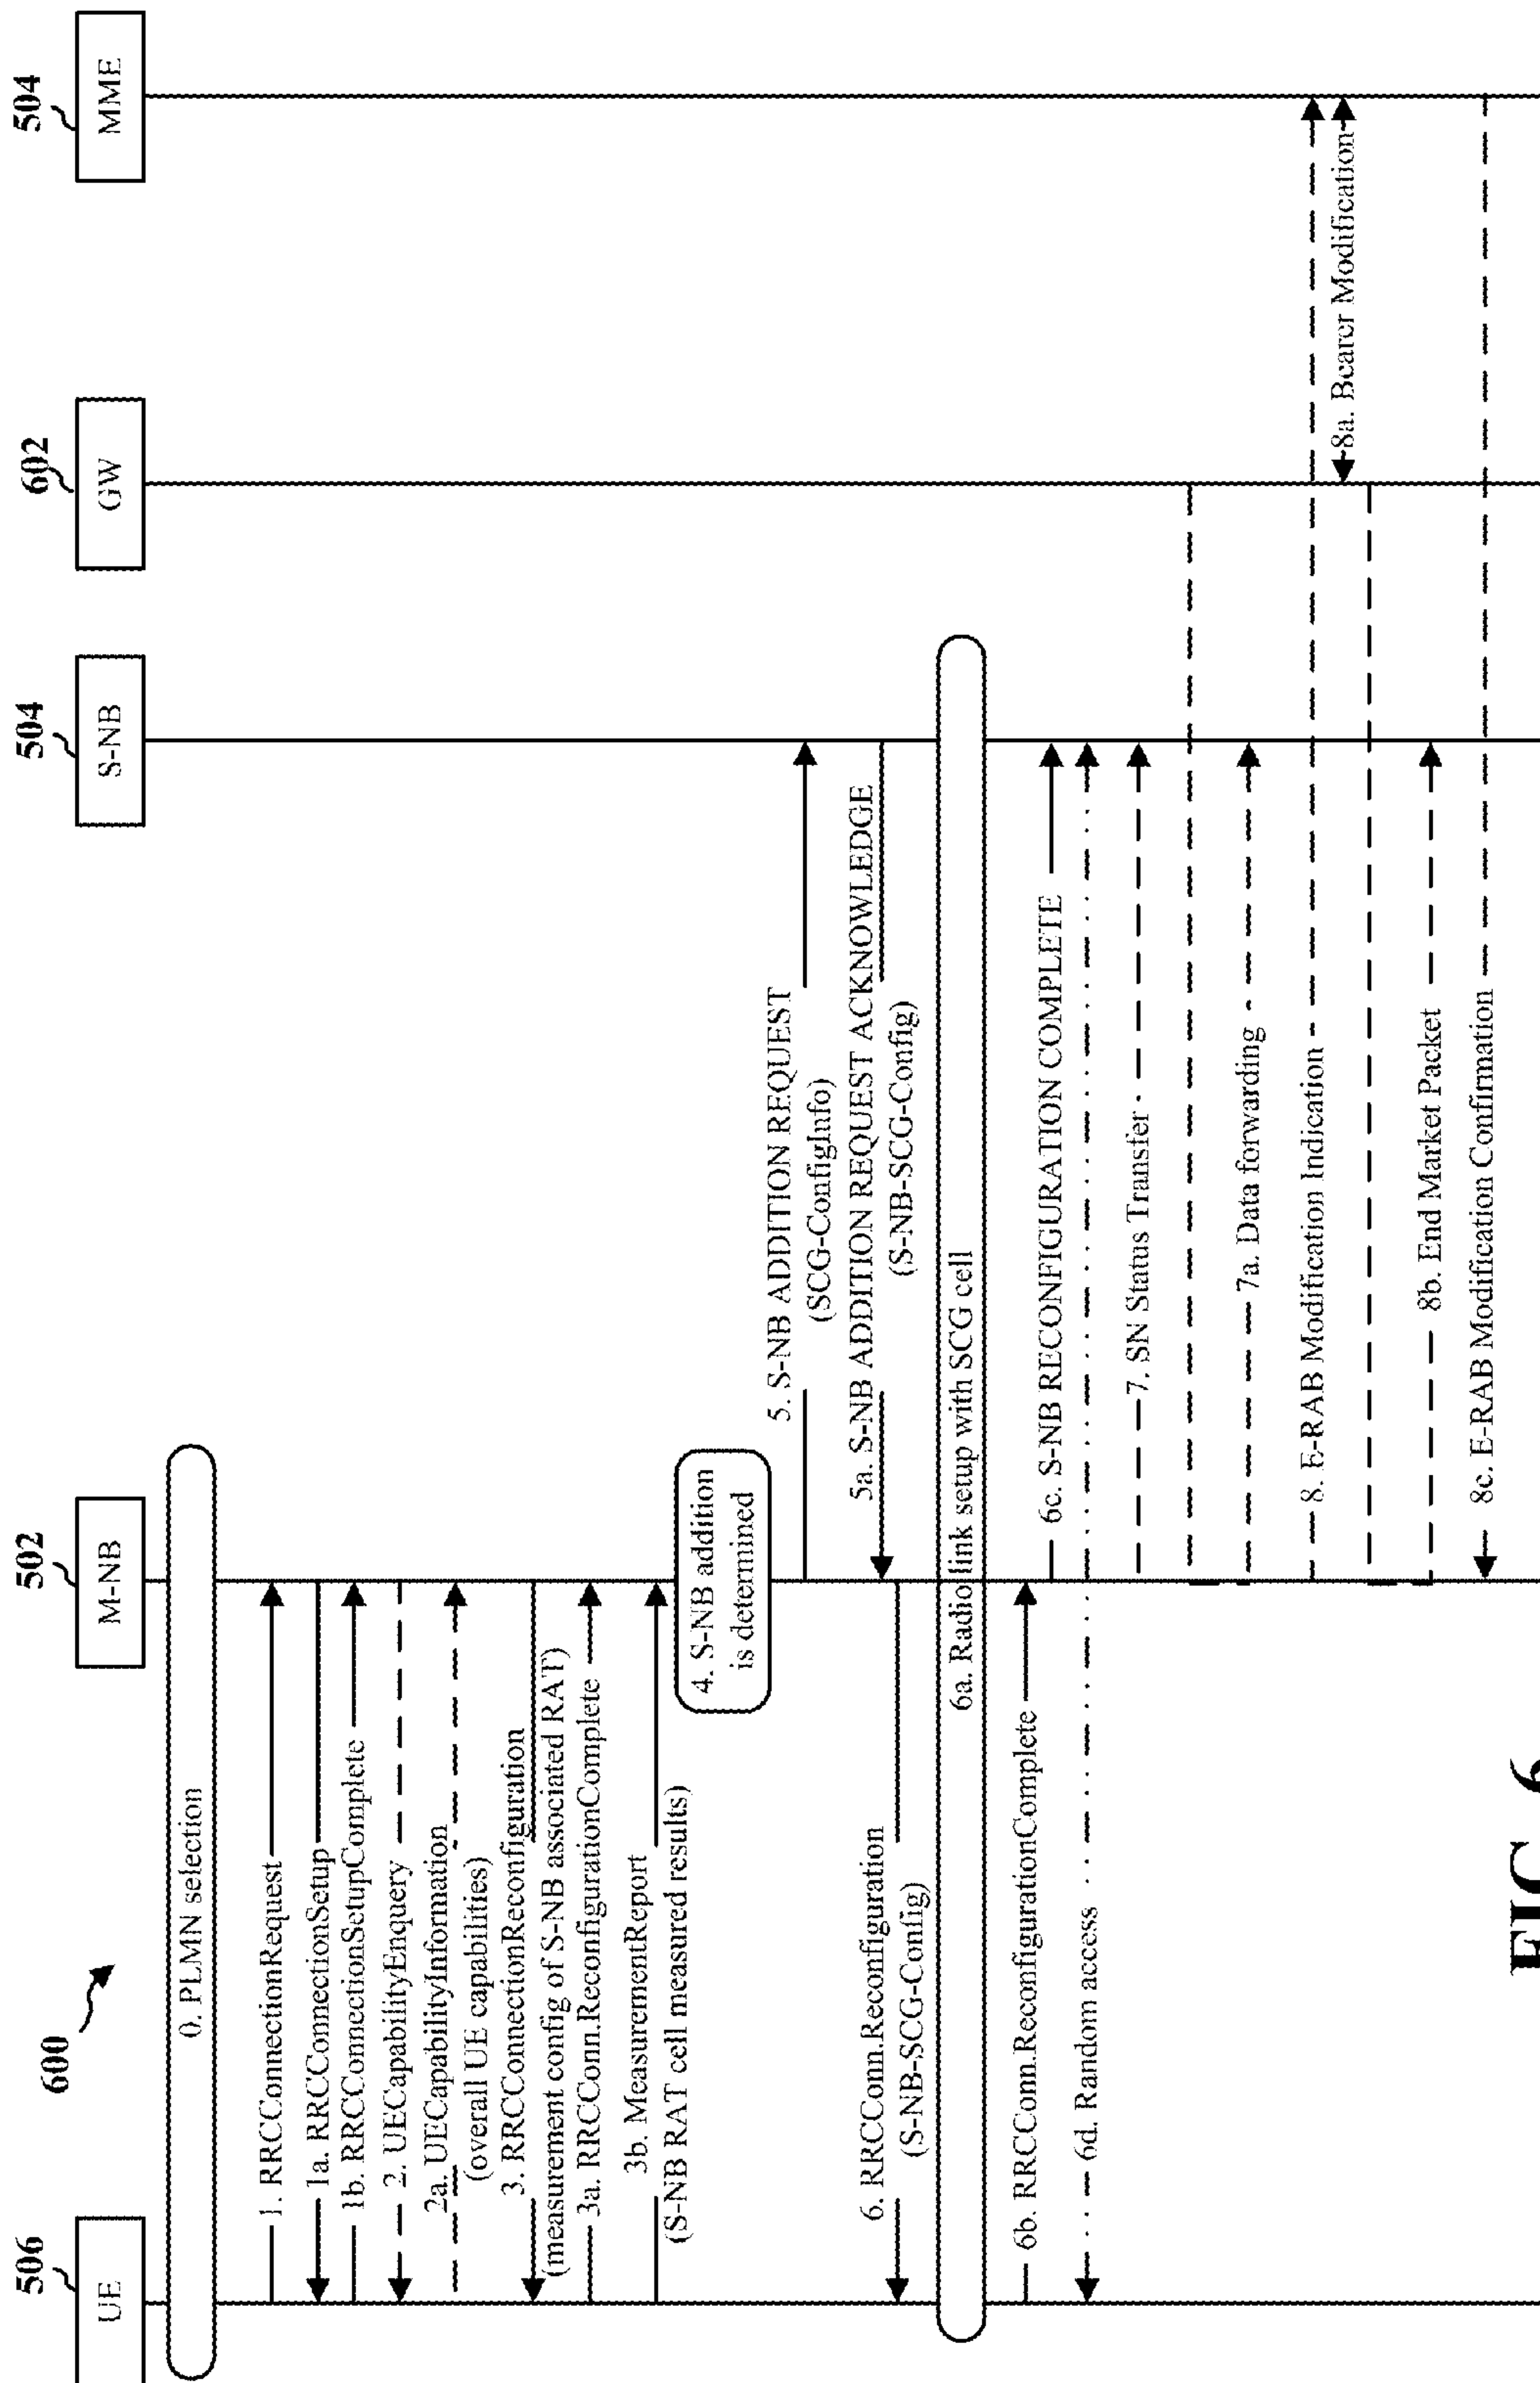 600
506
UE
502
M-NB
504
S-NB
602
GW
504
MME
0. PLMN selection
1. RRCConnectionRequest
1a. RRCConnectionSetup
1b. RRCConnectionSetupComplete
2. UECapabilityEnquery
2a. UECapabilityInformation
(overall UE capabilities)
3. RRCConnectionReconfiguration
(measurement config of S-NB associated RAT)
3a. RRCConn.ReconfigurationComplete
3b. MeasurementReport
(S-NB RAT cell measured results)
4. S-NB addition
is determined
5. S-NB ADDITION REQUEST
(SCG-ConfigInfo)
5a. S-NB ADDITION REQUEST ACKNOWLEDGE
(S-NB-SCG-Config)
6. RRCConn.Reconfiguration
(S-NB-SCG-Config)
6a. Radio link setup with SCG cell
6b. RRCConn.ReconfigurationComplete
6c. S-NB RECONFIGURATION COMPLETE
6d. Random access
7. SN Status Transfer
7a. Data forwarding
8. E-RAB Modification Indication
8a. Bearer Modification
8b. End Market Packet
8c. E-RAB Modification Confirmation